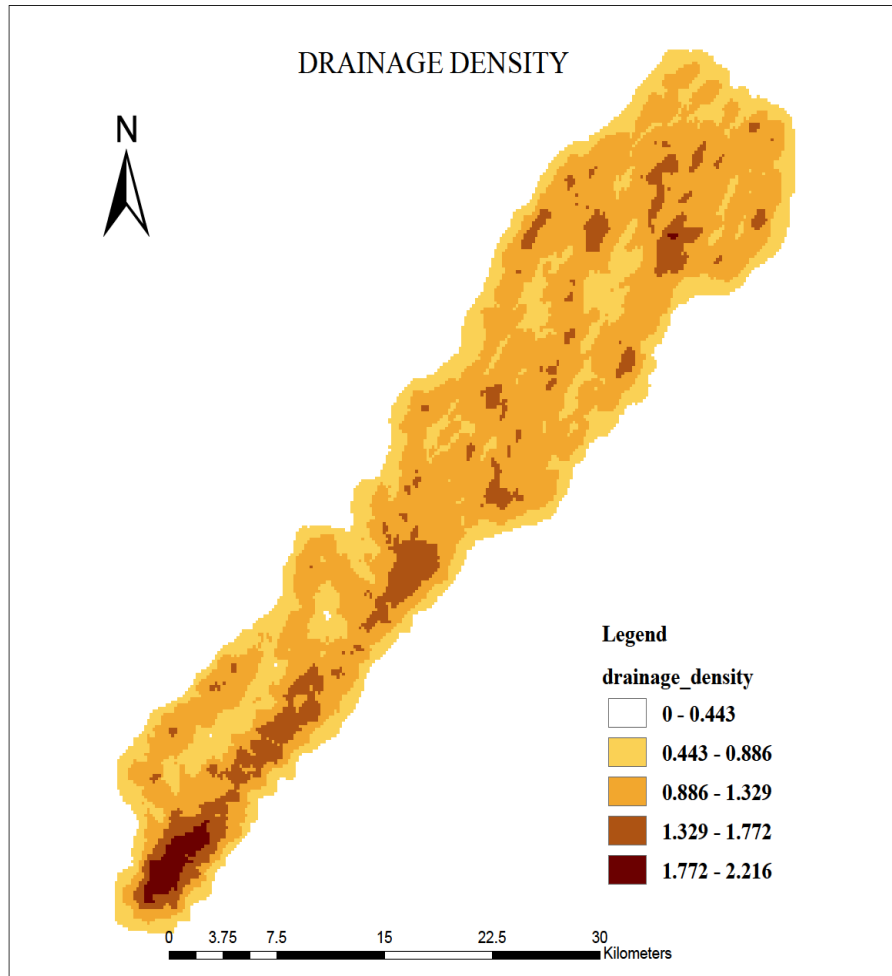 DRAINAGE DENSITY
N
Legend
drainage_density
0 - 0.443
0.443 - 0.886
0.886 - 1.329
1.329 - 1.772
1.772 - 2.216
0 3.75 7.5 15 22.5 30
Kilometers